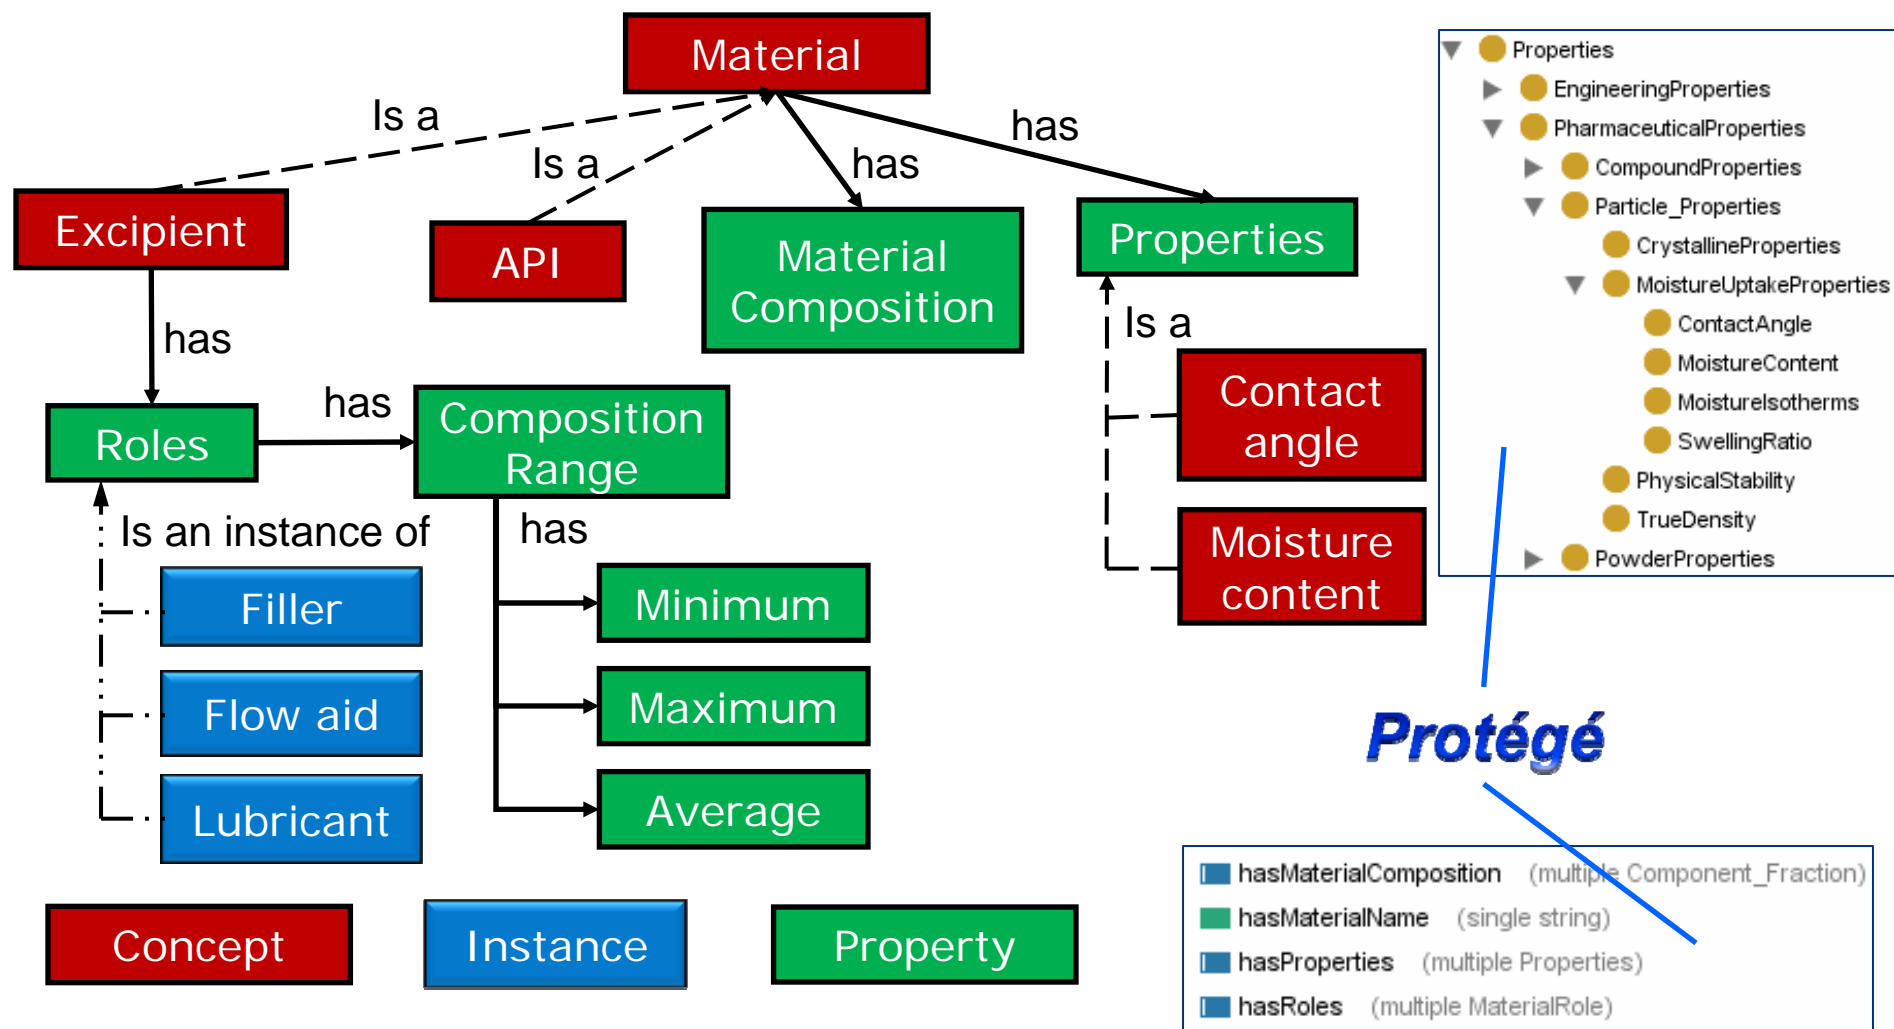 Material
Is a
Is a
has
has
Excipient
API
Material
Composition
Properties
has
Is a
Roles
has
Composition
Range
Contact
angle
Is an instance of
has
Moisture
content
Filler
Flow aid
Lubricant
Minimum
Maximum
Average
Concept
Instance
Property
Properties
EngineeringProperties
PharmaceuticalProperties
CompoundProperties
Particle_Properties
CrystallineProperties
MoistureUptakeProperties
ContactAngle
MoistureContent
MoistureIsotherms
SwellingRatio
PhysicalStability
TrueDensity
PowderProperties
Protégé
hasMaterialComposition (multiple Component_Fraction)
hasMaterialName (single string)
hasProperties (multiple Properties)
hasRoles (multiple MaterialRole)